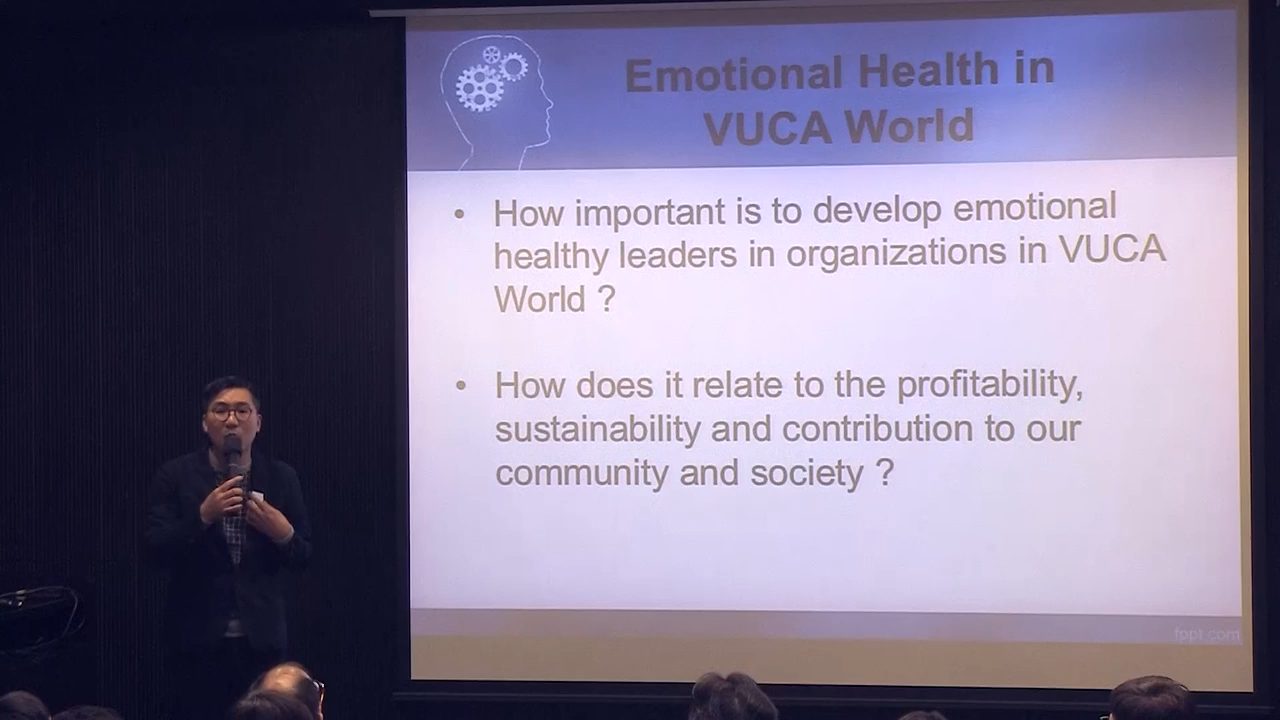 Emotional Health in
VUCA World
• How important is to develop emotional
healthy leaders in organizations in VUCA
World ?
• How does it relate to the profitability,
sustainability and contribution to our
community and society ?
fppt.com